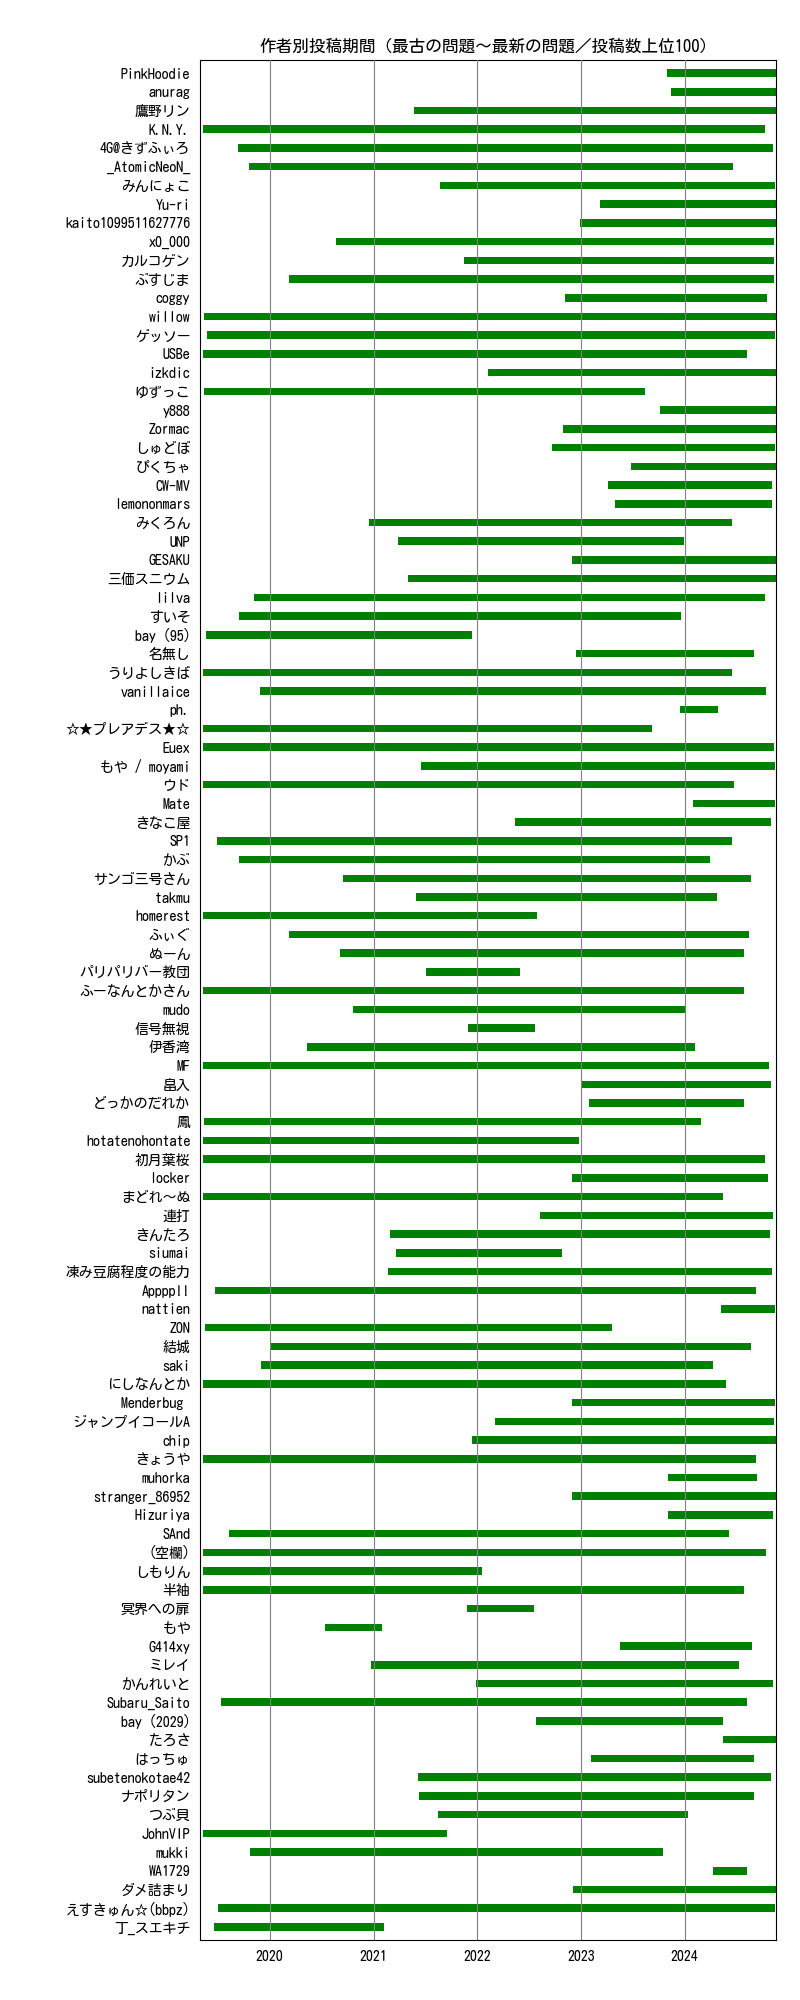 作者別投稿期間（最古の問題～最新の問題／投稿数上位100）
PinkHoodie
anurag
鷹野リン
K.N.Y.
4G@きずふぃろ
_AtomicNeoN_
みんにょこ
Yu-ri
kaito1099511627776
x0_000
カルコゲン
ぶすじま
coggy
willow
ゲッソー
USBe
izkdic
ゆずっこ
y888
Zormac
しゅどぼ
ぴくちゃ
CW-MV
lemononmars
みくろん
UNP
GESAKU
三価スニウム
lilva
すいそ
bay (95)
名無し
うりよしきば
vanillaice
ph.
☆★プレアデス★☆
Euex
もや / moyami
ウド
Mate
きなこ屋
SP1
かぶ
サンゴ三号さん
takmu
homerest
ふぃぐ
ぬーん
パリパリバー教団
ふーなんとかさん
mudo
信号無視
伊香湾
MF
畠入
どっかのだれか
鳳
hotatenohontate
初月葉桜
locker
まどれ～ぬ
連打
きんたろ
siumai
凍み豆腐程度の能力
Appppll
nattien
ZON
結城
saki
にしなんとか
Menderbug
ジャンプイコールA
chip
きょうや
muhorka
stranger_86952
Hizuriya
SAnd
(空欄)
しもりん
半袖
冥界への扉
もや
G414xy
ミレイ
かんれいと
Subaru_Saito
bay (2029)
たろさ
はっちゅ
subetenokotae42
ナポリタン
つぶ貝
JohnVIP
mukki
WA1729
ダメ詰まり
えすきゅん☆(bbpz)
丁_スエキチ
2020 2021 2022 2023 2024